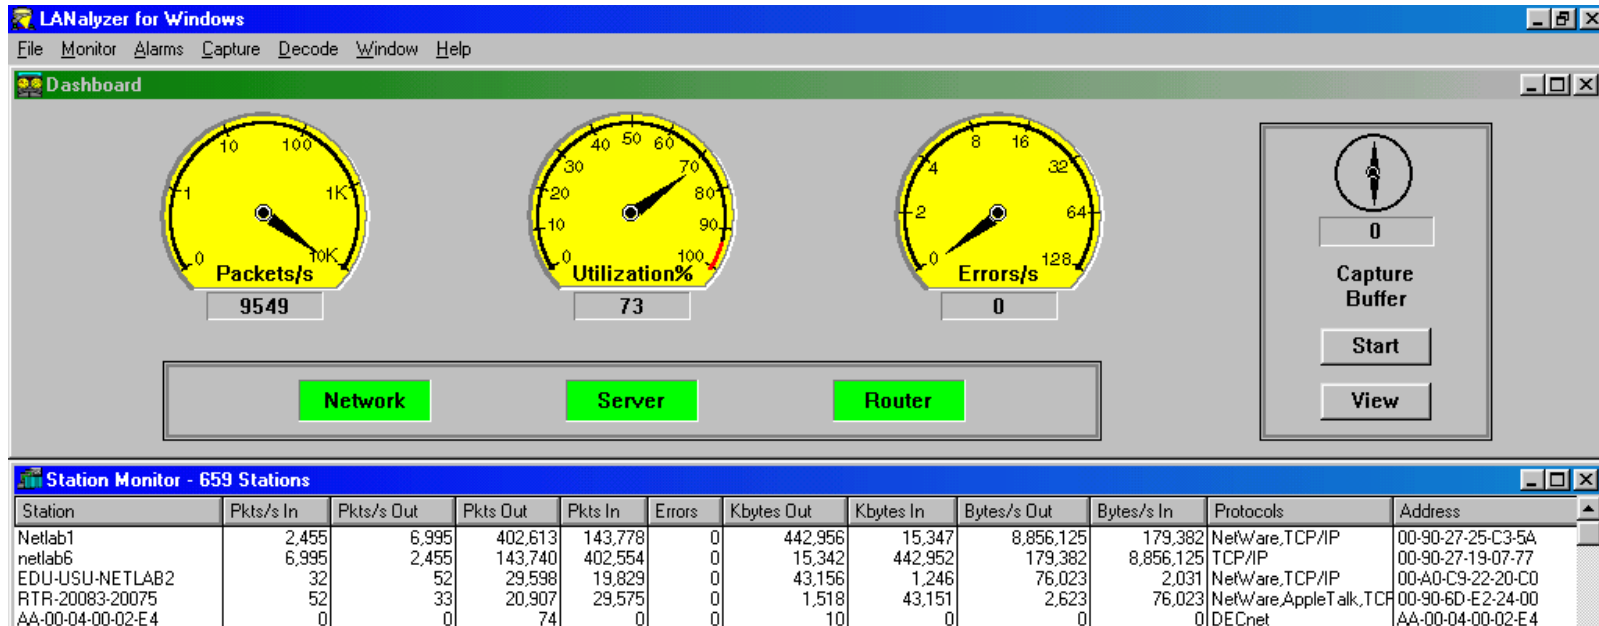 LANalyzer for Windows
File Monitor Alarms Capture Decode Window Help
Dashboard
0 1 10 100 1K 10K
Packets/s
9549
0 10 20 30 40 50 60 70 80 90 100
Utilization%
73
0 2 4 8 16 32 64 128
Errors/s
0
0
Capture
Buffer
Start
View
Network Server Router
Station Monitor - 659 Stations
Station Pkts/s In Pkts/s Out Pkts Out Pkts In Errors Kbytes Out Kbytes In Bytes/s Out Bytes/s In Protocols Address
Netlab1 2,455 6,995 402,613 143,778 0 442,956 15,347 8,856,125 179,382 NetWare,TCP/IP 00-90-27-25-C3-5A
netlab6 6,995 2,455 143,740 402,554 0 15,342 442,952 179,382 8,856,125 TCP/IP 00-90-27-19-07-77
EDU-USU-NETLAB2 32 52 29,598 19,829 0 43,156 1,246 76,023 2,031 NetWare,TCP/IP 00-A0-C9-22-20-C0
RTR-20083-20075 52 33 20,907 29,575 0 1,518 43,151 2,623 76,023 NetWare,AppleTalk,TCF 00-90-6D-E2-24-00
AA-00-04-00-02-E4 0 0 74 0 0 10 0 0 0 DECnet AA-00-04-00-02-E4